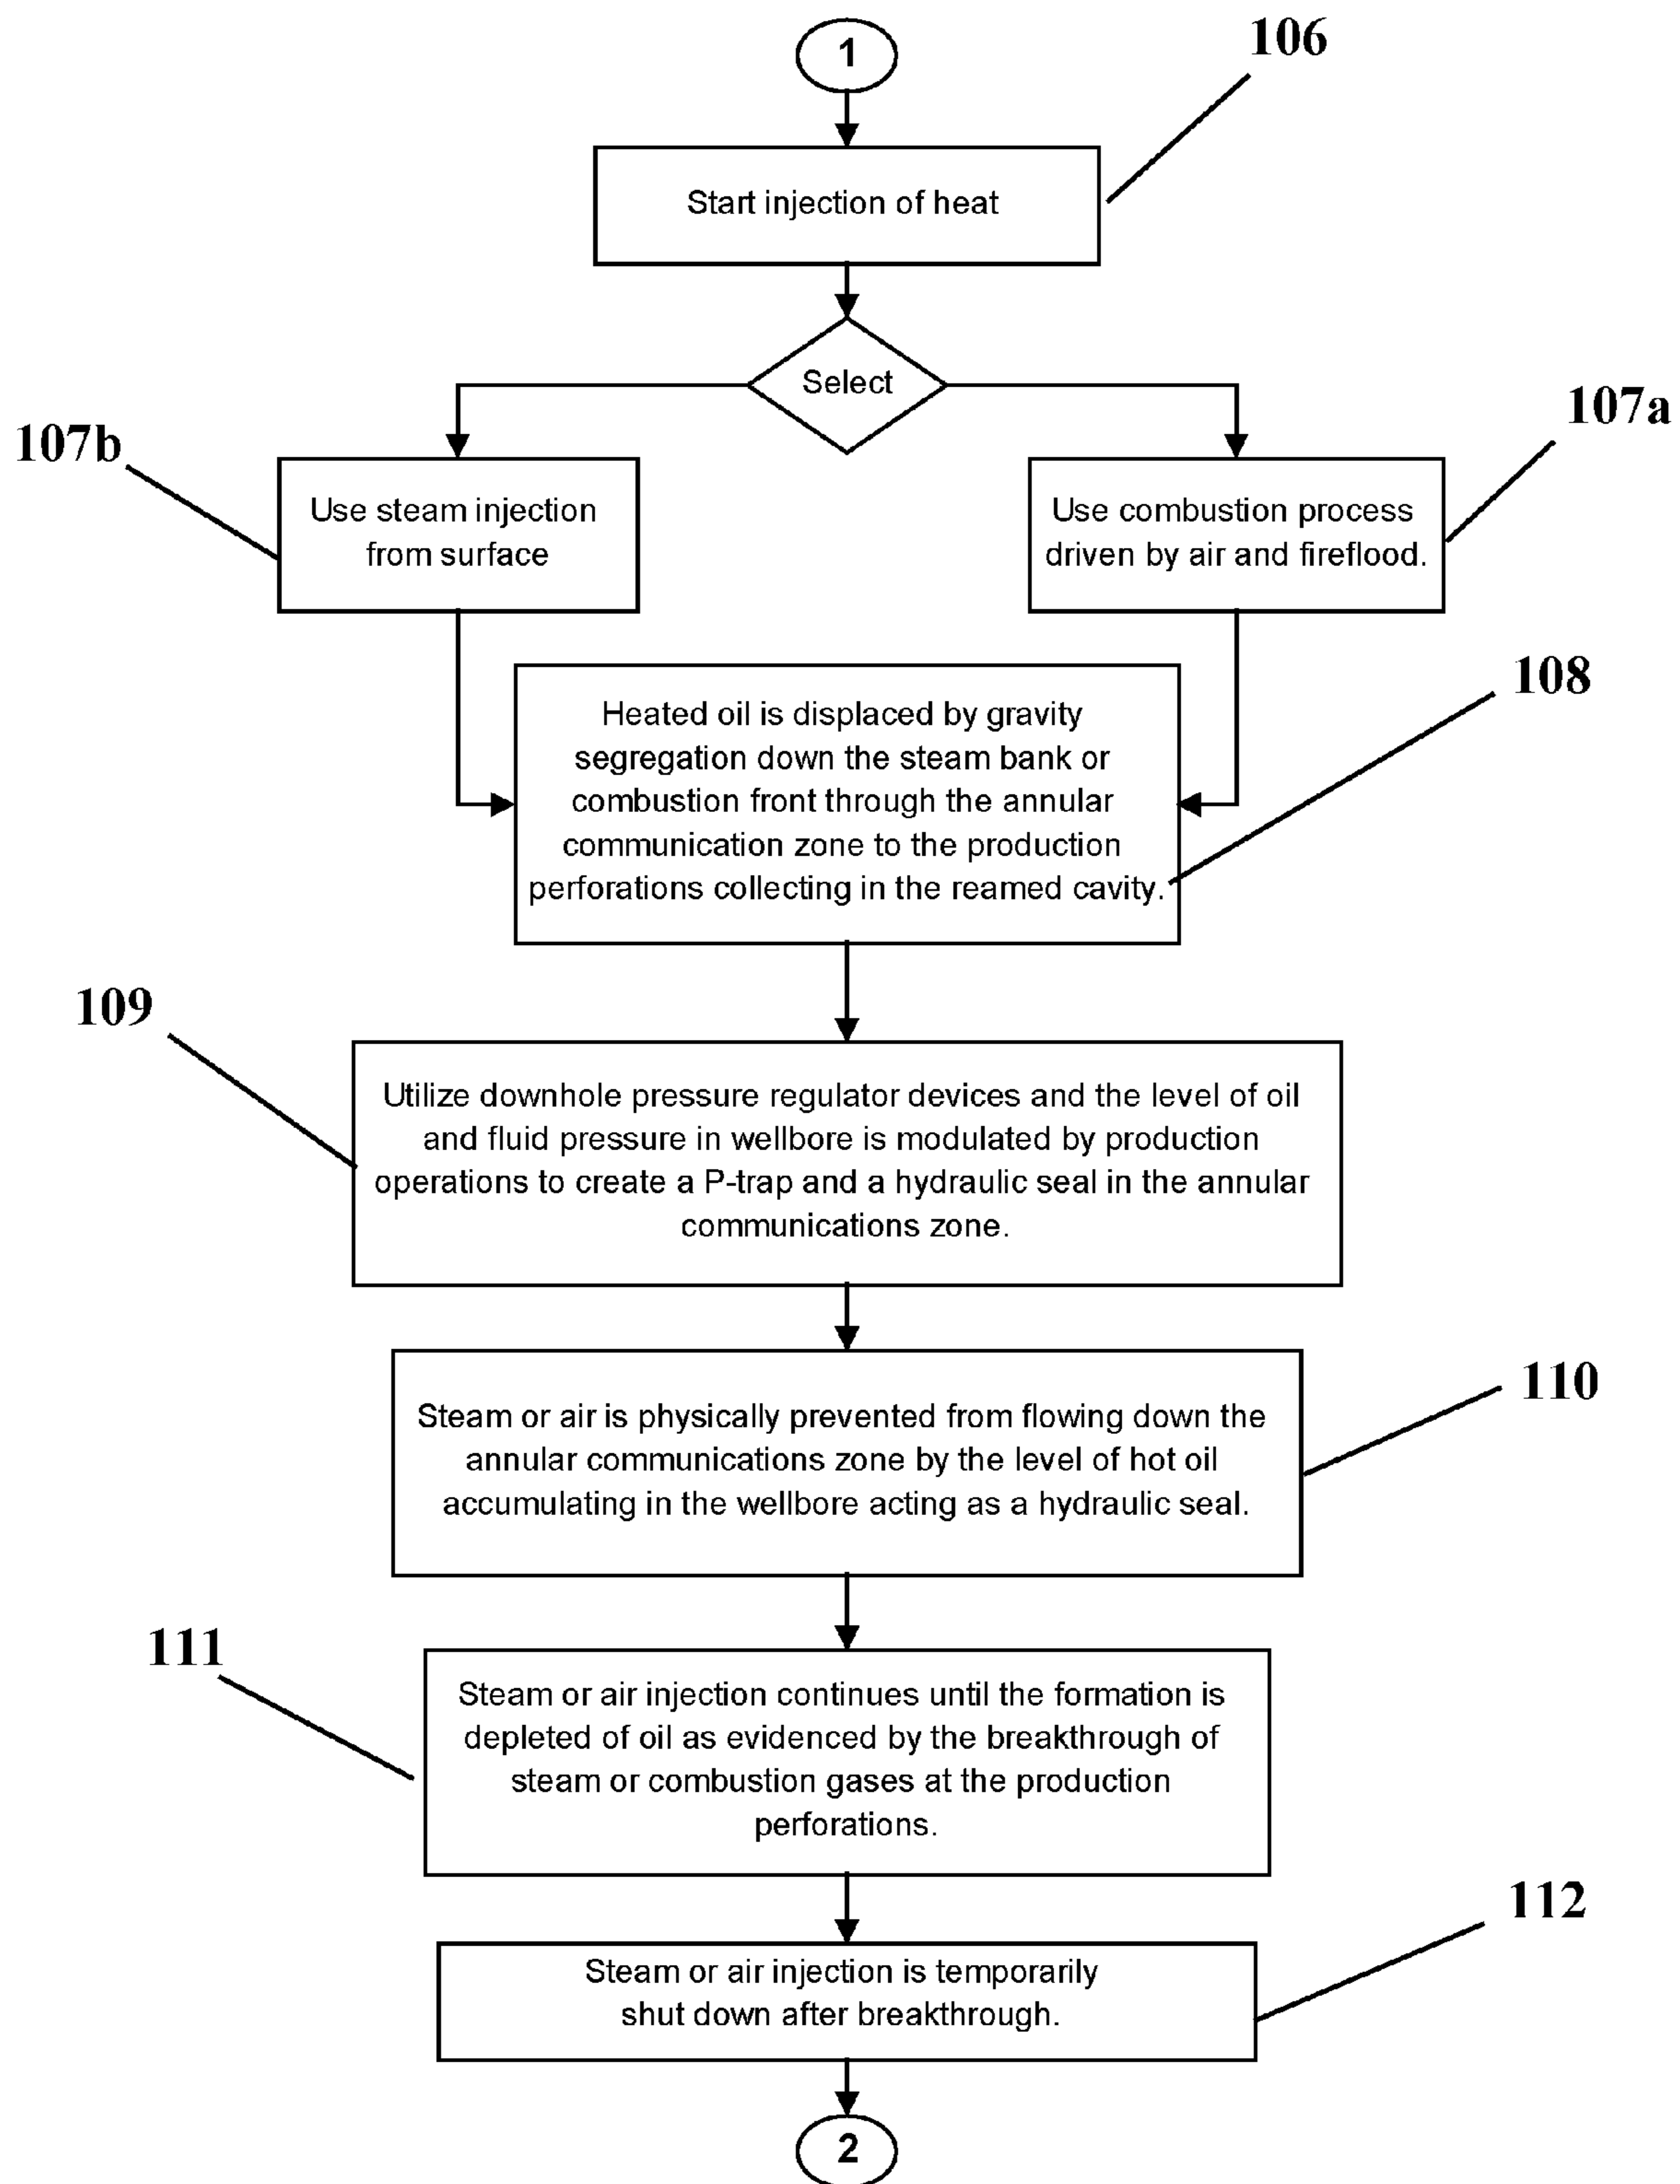 1
106
Start injection of heat
Select
107a
107b
Use steam injection
from surface
Use combustion process
driven by air and fireflood.
108
Heated oil is displaced by gravity
segregation down the steam bank or
combustion front through the annular
communication zone to the production
perforations collecting in the reamed cavity.
109
Utilize downhole pressure regulator devices and the level of oil
and fluid pressure in wellbore is modulated by production
operations to create a P-trap and a hydraulic seal in the annular
communications zone.
110
Steam or air is physically prevented from flowing down the
annular communications zone by the level of hot oil
accumulating in the wellbore acting as a hydraulic seal.
111
Steam or air injection continues until the formation is
depleted of oil as evidenced by the breakthrough of
steam or combustion gases at the production
perforations.
112
Steam or air injection is temporarily
shut down after breakthrough.
2